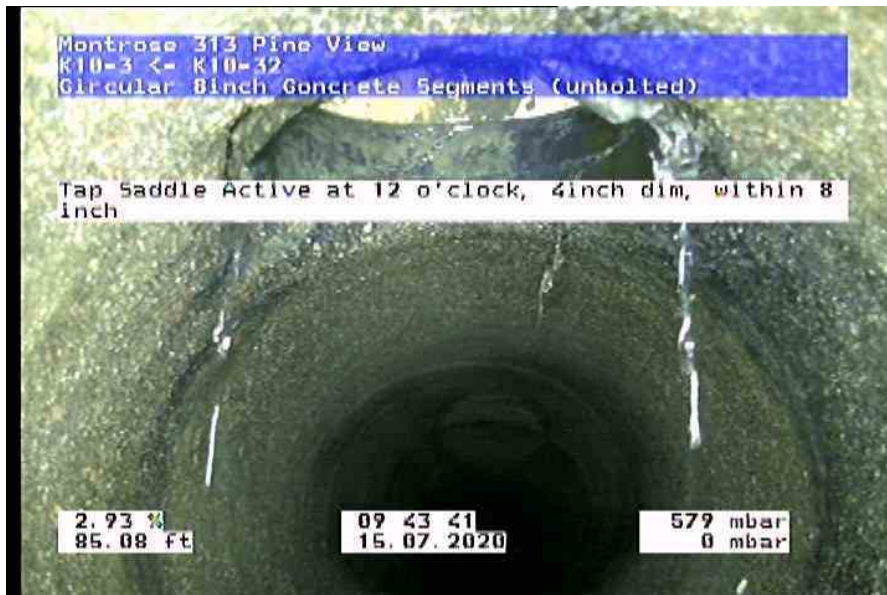 Montrose 313 Pine View
K10-3 <- K10-32
Circular 8inch Concrete Segments (unbolted)
Tap Saddle Active at 12 o'clock, 4inch dim, within 8
inch
2.93 %
09 43 41
579 mbar
85.08 ft
15.07.2020
0 mbar